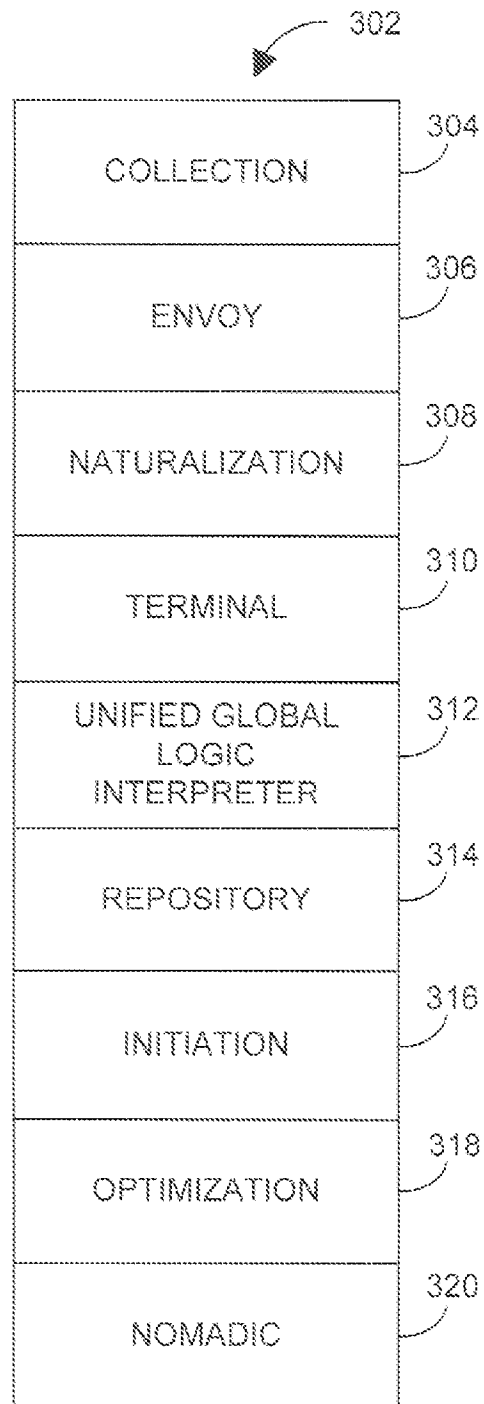 302
COLLECTION
304
ENVOY
306
NATURALIZATION
308
TERMINAL
310
UNIFIED GLOBAL
LOGIC
INTERPRETER
312
REPOSITORY
314
INITIATION
316
OPTIMIZATION
318
NOMADIC
320